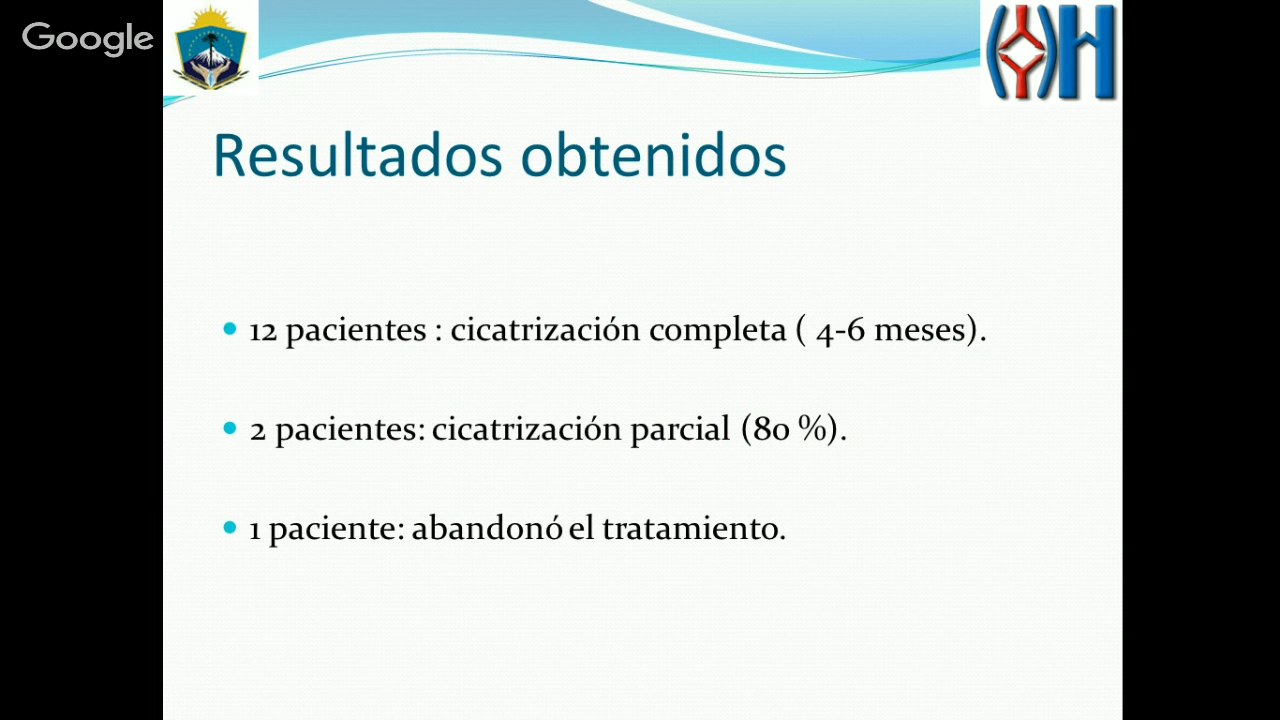 Google
Resultados obtenidos
12 pacientes : cicatrización completa ( 4-6 meses).
2 pacientes: cicatrización parcial (80 %).
1 paciente: abandonó el tratamiento.